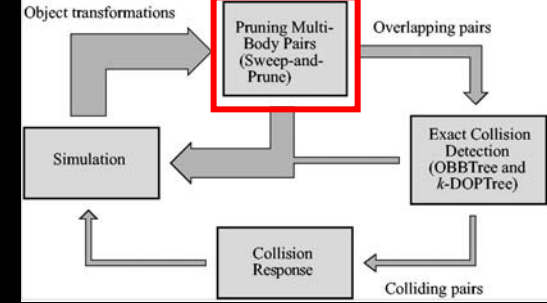 Object transformations
Pruning Multi-
Body Pairs
(Sweep-and-
Prune)
Overlapping pairs
Simulation
Exact Collision
Detection
(OBBTree and
k-DOPTree)
Collision
Response
Colliding pairs